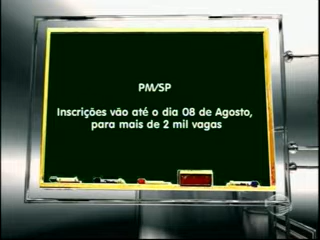 PM/SP
Inscrições vão até o dia 08 de Agosto,
para mais de 2 mil vagas